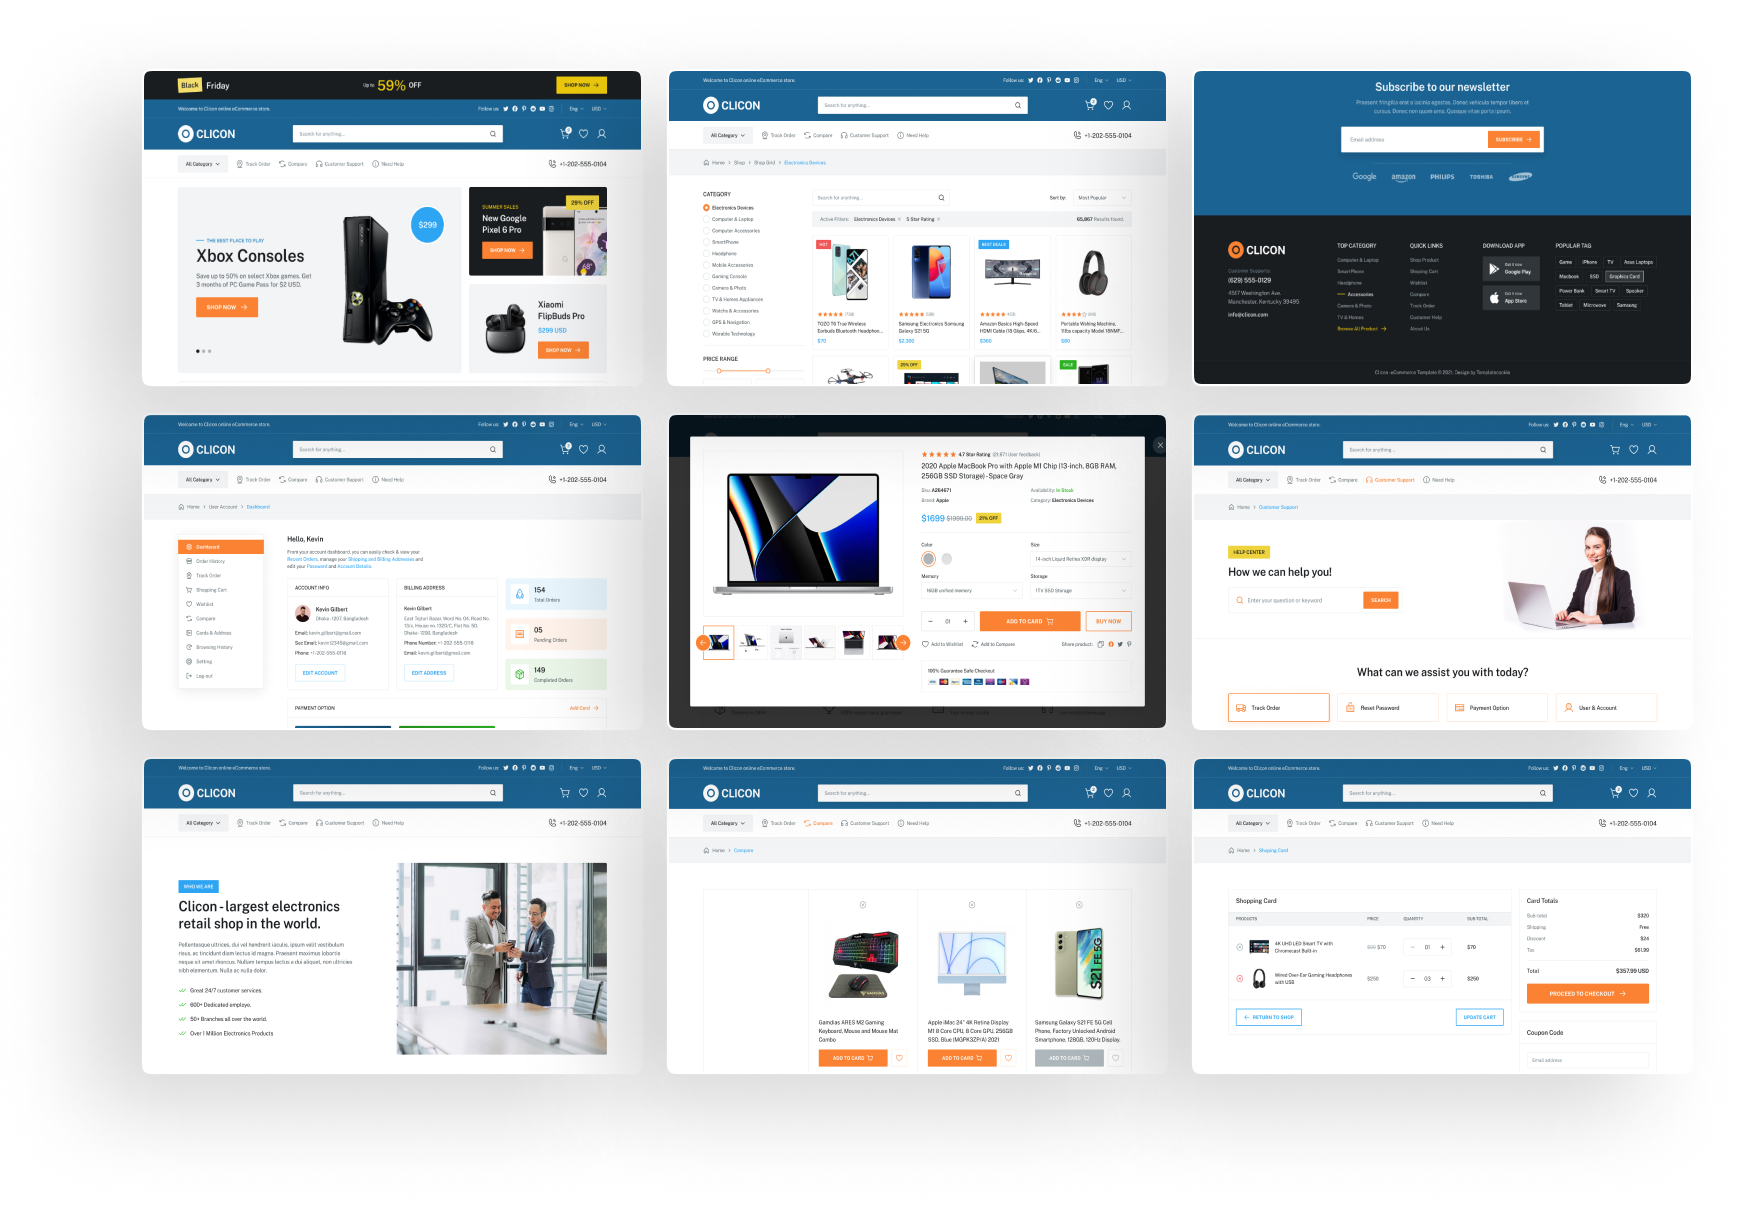 Black Friday
Up to 59% OFF
SHOP NOW
Welcome to Clicon online eCommerce store.
Follow us:
Eng
USD
CLICON
Search for anything...
2
All Category
Track Order
Compare
Customer Support
Need Help
+1-202-555-0104
THE BEST PLACE TO PLAY
Xbox Consoles
Save up to 50% on select Xbox games. Get
3 months of PC Game Pass for $2 USD.
SHOP NOW
$299
SUMMER SALES
New Google
Pixel 6 Pro
SHOP NOW
29% OFF
Xiaomi
FlipBuds Pro
$299 USD
SHOP NOW
Welcome to Clicon online eCommerce store.
Follow us:
Eng
USD
CLICON
Search for anything...
2
All Category
Track Order
Compare
Customer Support
Need Help
+1-202-555-0104
Home > Shop > Shop Grid > Electronics Devices
CATEGORY
Electronics Devices
Computer & Laptop
Computer Accessories
SmartPhone
Headphone
Mobile Accessories
Gaming Console
Camera & Photo
TV & Homes Appliances
Watchs & Accessories
GPS & Navigation
Warable Technology
PRICE RANGE
Search for anything...
Sort by:
Most Popular
Active Filters:
Electronics Devices
5 Star Rating
65,867 Results found.
HOT
TOZO T6 True Wireless
Earbuds Bluetooth Headphon...
$70
Samsung Electronics Samsung
Galaxy S21 5G
$2,300
BEST DEALS
Amazon Basics High-Speed
HDMI Cable (18 Gbps, 4K/6...
$360
Portable Wshing Machine,
11lbs capacity Model 18NMF...
$80
25% OFF
SALE
Subscribe to our newsletter
Praesent fringilla erat a lacinia egestas. Donec vehicula tempor libero et
cursus. Donec non quam urna. Quisque vitae porta ipsum.
Email address
SUBSCRIBE
Google
amazon
PHILIPS
TOSHIBA
SAMSUNG
CLICON
Customer Supports:
(629) 555-0129
4517 Washington Ave.
Manchester, Kentucky 39495
info@clicon.com
TOP CATEGORY
Computer & Laptop
SmartPhone
Headphone
Accessories
Camera & Photo
TV & Homes
Browse All Product
QUICK LINKS
Shop Product
Shoping Cart
Wishlist
Compare
Track Order
Customer Help
About Us
DOWNLOAD APP
Get it now
Google Play
Get it now
App Store
POPULAR TAG
Game
iPhone
TV
Asus Laptops
Macbook
SSD
Graphics Card
Power Bank
Smart TV
Speaker
Tablet
Microwave
Samsung
Clicon - eCommerce Template © 2021. Design by Templatecookie
Welcome to Clicon online eCommerce store.
Follow us:
Eng
USD
CLICON
Search for anything...
2
All Category
Track Order
Compare
Customer Support
Need Help
+1-202-555-0104
Home > User Account > Dashboard
Dashboard
Order History
Track Order
Shopping Cart
Wishlist
Compare
Cards & Address
Browsing History
Setting
Log-out
Hello, Kevin
From your account dashboard. you can easily check & view your
Recent Orders, manage your Shipping and Billing Addresses and
edit your Password and Account Details.
ACCOUNT INFO
Kevin Gilbert
Dhaka -1207, Bangladesh
Email: kevin.gilbert@gmail.com
Sec Email: kevin12345@gmail.com
Phone: +1-202-555-0118
EDIT ACCOUNT
BILLING ADDRESS
Kevin Gilbert
East Tejturi Bazar, Word No. 04, Road No.
13/x, House no. 1320/C, Flat No. 5D,
Dhaka - 1200, Bangladesh
Phone Number: +1-202-555-0118
Email: kevin.gilbert@gmail.com
EDIT ADDRESS
154
Total Orders
05
Pending Orders
149
Completed Orders
PAYMENT OPTION
Add Card
4.7 Star Rating (21,671 User feedback)
2020 Apple MacBook Pro with Apple M1 Chip (13-inch, 8GB RAM,
256GB SSD Storage) - Space Gray
Sku: A264671
Availability: In Stock
Brand: Apple
Category: Electronics Devices
$1699 $1999.00
21% OFF
Color
Size
14-inch Liquid Retina XDR display
Memory
16GB unified memory
Storage
1TV SSD Storage
01
ADD TO CARD
BUY NOW
Add to Wishlist
Add to Compare
Share product:
100% Guarantee Safe Checkout
Welcome to Clicon online eCommerce store.
Follow us:
Eng
USD
CLICON
Search for anything...
All Category
Track Order
Compare
Customer Support
Need Help
+1-202-555-0104
Home > Customer Support
HELP CENTER
How we can help you!
Enter your question or keyword
SEARCH
What can we assist you with today?
Track Order
Reset Password
Payment Option
User & Account
Welcome to Clicon online eCommerce store.
Follow us:
Eng
USD
CLICON
Search for anything...
All Category
Track Order
Compare
Customer Support
Need Help
+1-202-555-0104
WHO WE ARE
Clicon - largest electronics
retail shop in the world.
Pellentesque ultrices, dui vel hendrerit iaculis, ipsum velit vestibulum
risus, ac tincidunt diam lectus id magna. Praesent maximus lobortis
neque sit amet rhoncus. Nullam tempus lectus a dui aliquet, non ultricies
nibh elementum. Nulla ac nulla dolor.
Great 24/7 customer services.
600+ Dedicated employe.
50+ Branches all over the world.
Over 1 Million Electronics Products
Welcome to Clicon online eCommerce store.
Follow us:
Eng
USD
CLICON
Search for anything...
2
All Category
Track Order
Compare
Customer Support
Need Help
+1-202-555-0104
Home > Compare
Gamdias ARES M2 Gaming
Keyboard, Mouse and Mouse Mat
Combo
ADD TO CARD
Apple iMac 24" 4K Retina Display
M1 8 Core CPU, 8 Core GPU, 256GB
SSD, Blue (MGPK3ZP/A) 2021
ADD TO CARD
S21 FE 5G
Samsung Galaxy S21 FE 5G Cell
Phone, Factory Unlocked Android
Smartphone, 128GB, 120Hz Display,
ADD TO CARD
Welcome to Clicon online eCommerce store.
Follow us:
Eng
USD
CLICON
Search for anything...
2
All Category
Track Order
Compare
Customer Support
Need Help
+1-202-555-0104
Home > Shoping Card
Shopping Card
PRODUCTS
PRICE
QUANTITY
SUB-TOTAL
4K UHD LED Smart TV with
Chromecast Built-in
$70
01
$70
Wired Over-Ear Gaming Headphones
with USB
$250
03
$250
RETURN TO SHOP
UPDATE CART
Card Totals
Sub-total
$320
Shipping
Free
Discount
$24
Tax
$61.99
Total
$357.99 USD
PROCEED TO CHECKOUT
Coupon Code
Email address